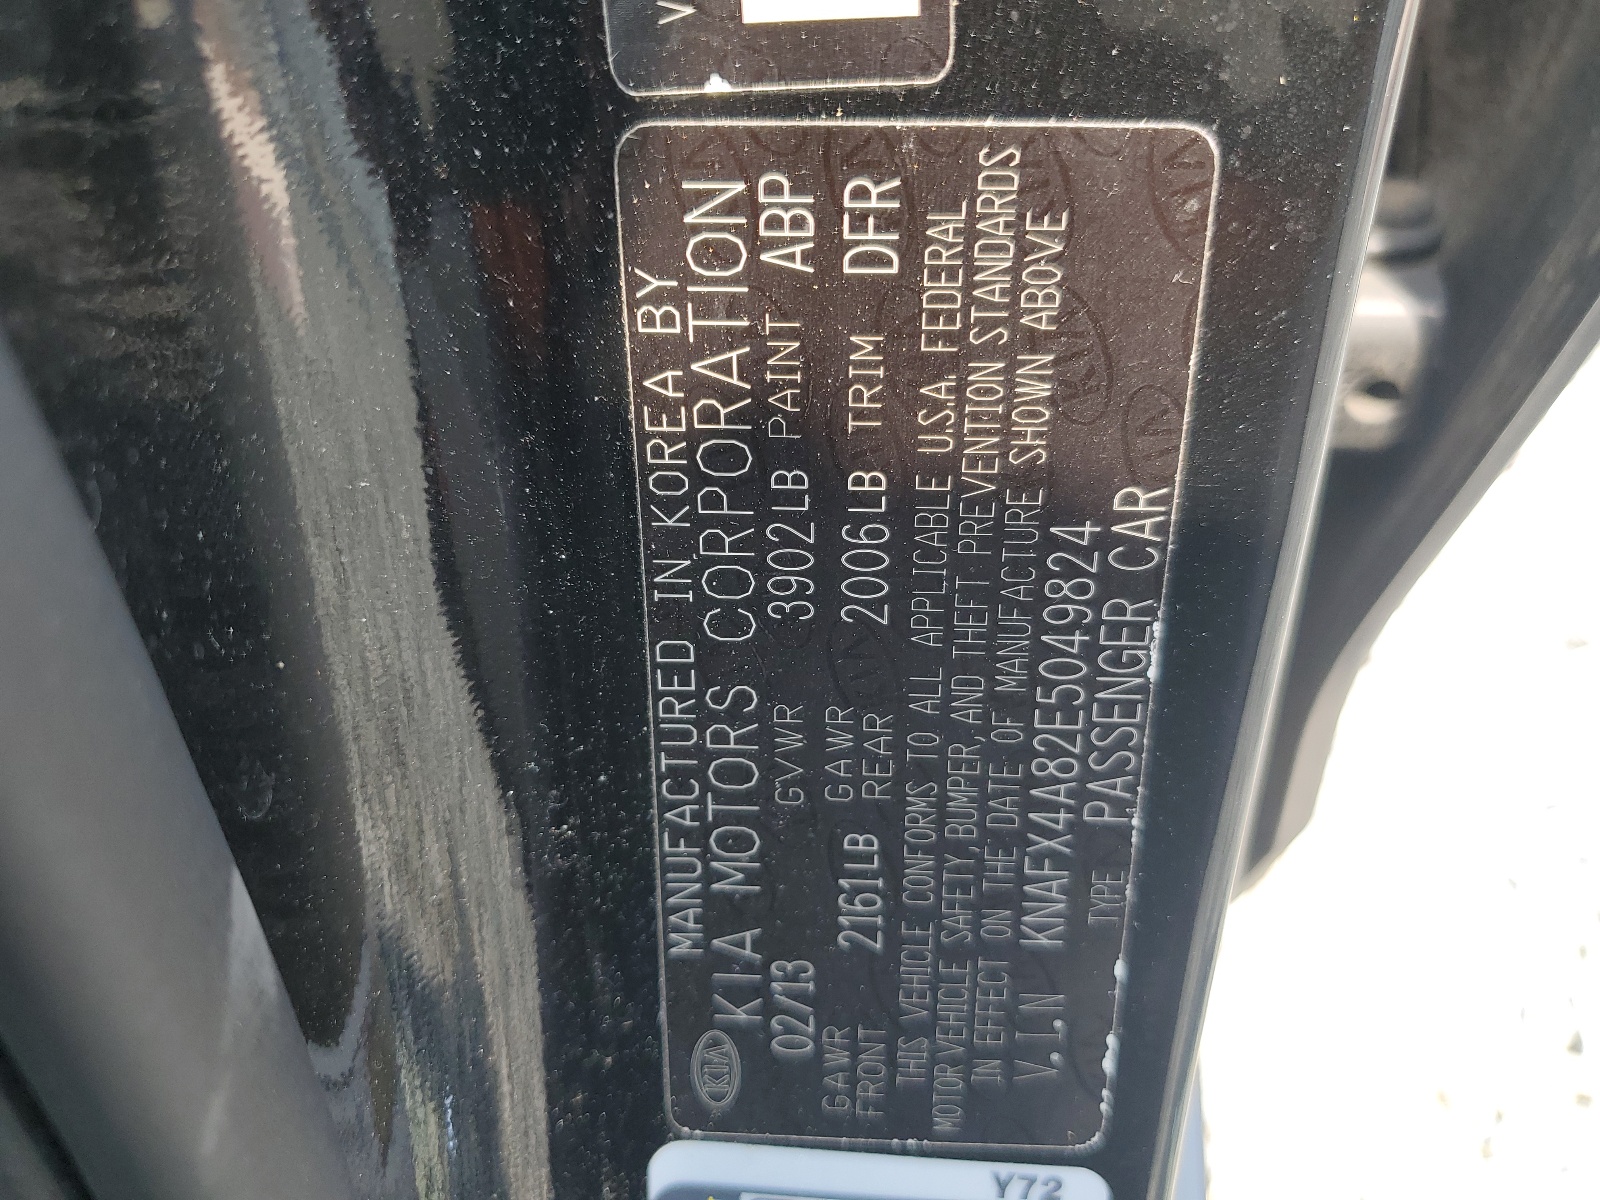 KIA
MANUFACTURED IN KOREA BY
KIA MOTORS CORPORATION
02/13 GVWR 3902LB PAINT ABP
GAWR FRONT 2161LB GAWR REAR 2006LB TRIM DFR
THIS VEHICLE CONFORMS TO ALL APPLICABLE U.S.A. FEDERAL
MOTOR VEHICLE SAFETY, BUMPER, AND THEFT PREVENTION STANDARDS
IN EFFECT ON THE DATE OF MANUFACTURE SHOWN ABOVE
V.I.N KNAFX4A82E5049824
TYPE PASSENGER CAR
Y72
V